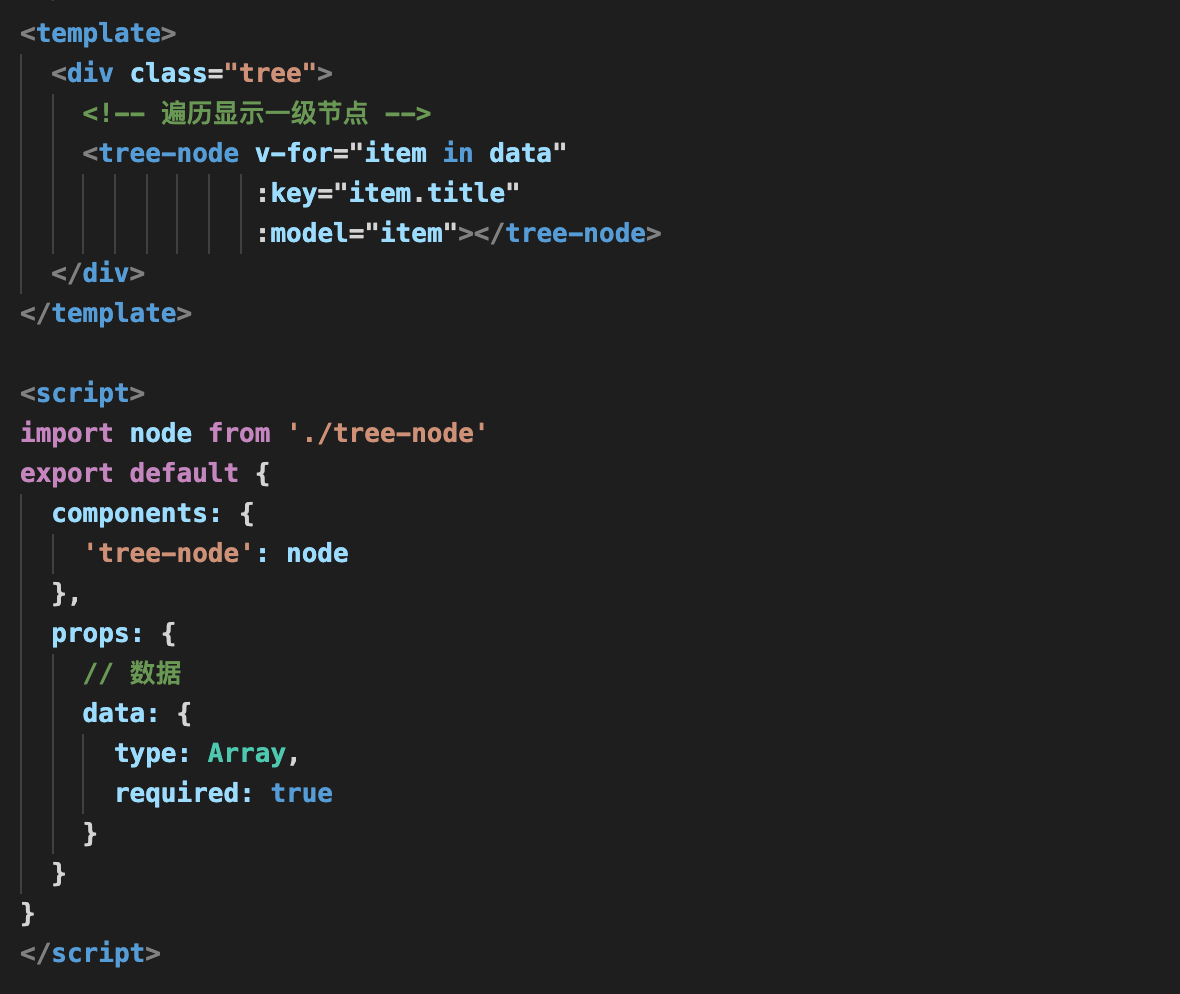 <template>
  <div class="tree">
    <!-- 遍历显示一级节点 -->
    <tree-node v-for="item in data"
               :key="item.title"
               :model="item"></tree-node>
  </div>
</template>

<script>
import node from './tree-node'
export default {
  components: {
    'tree-node': node
  },
  props: {
    // 数据
    data: {
      type: Array,
      required: true
    }
  }
}
</script>